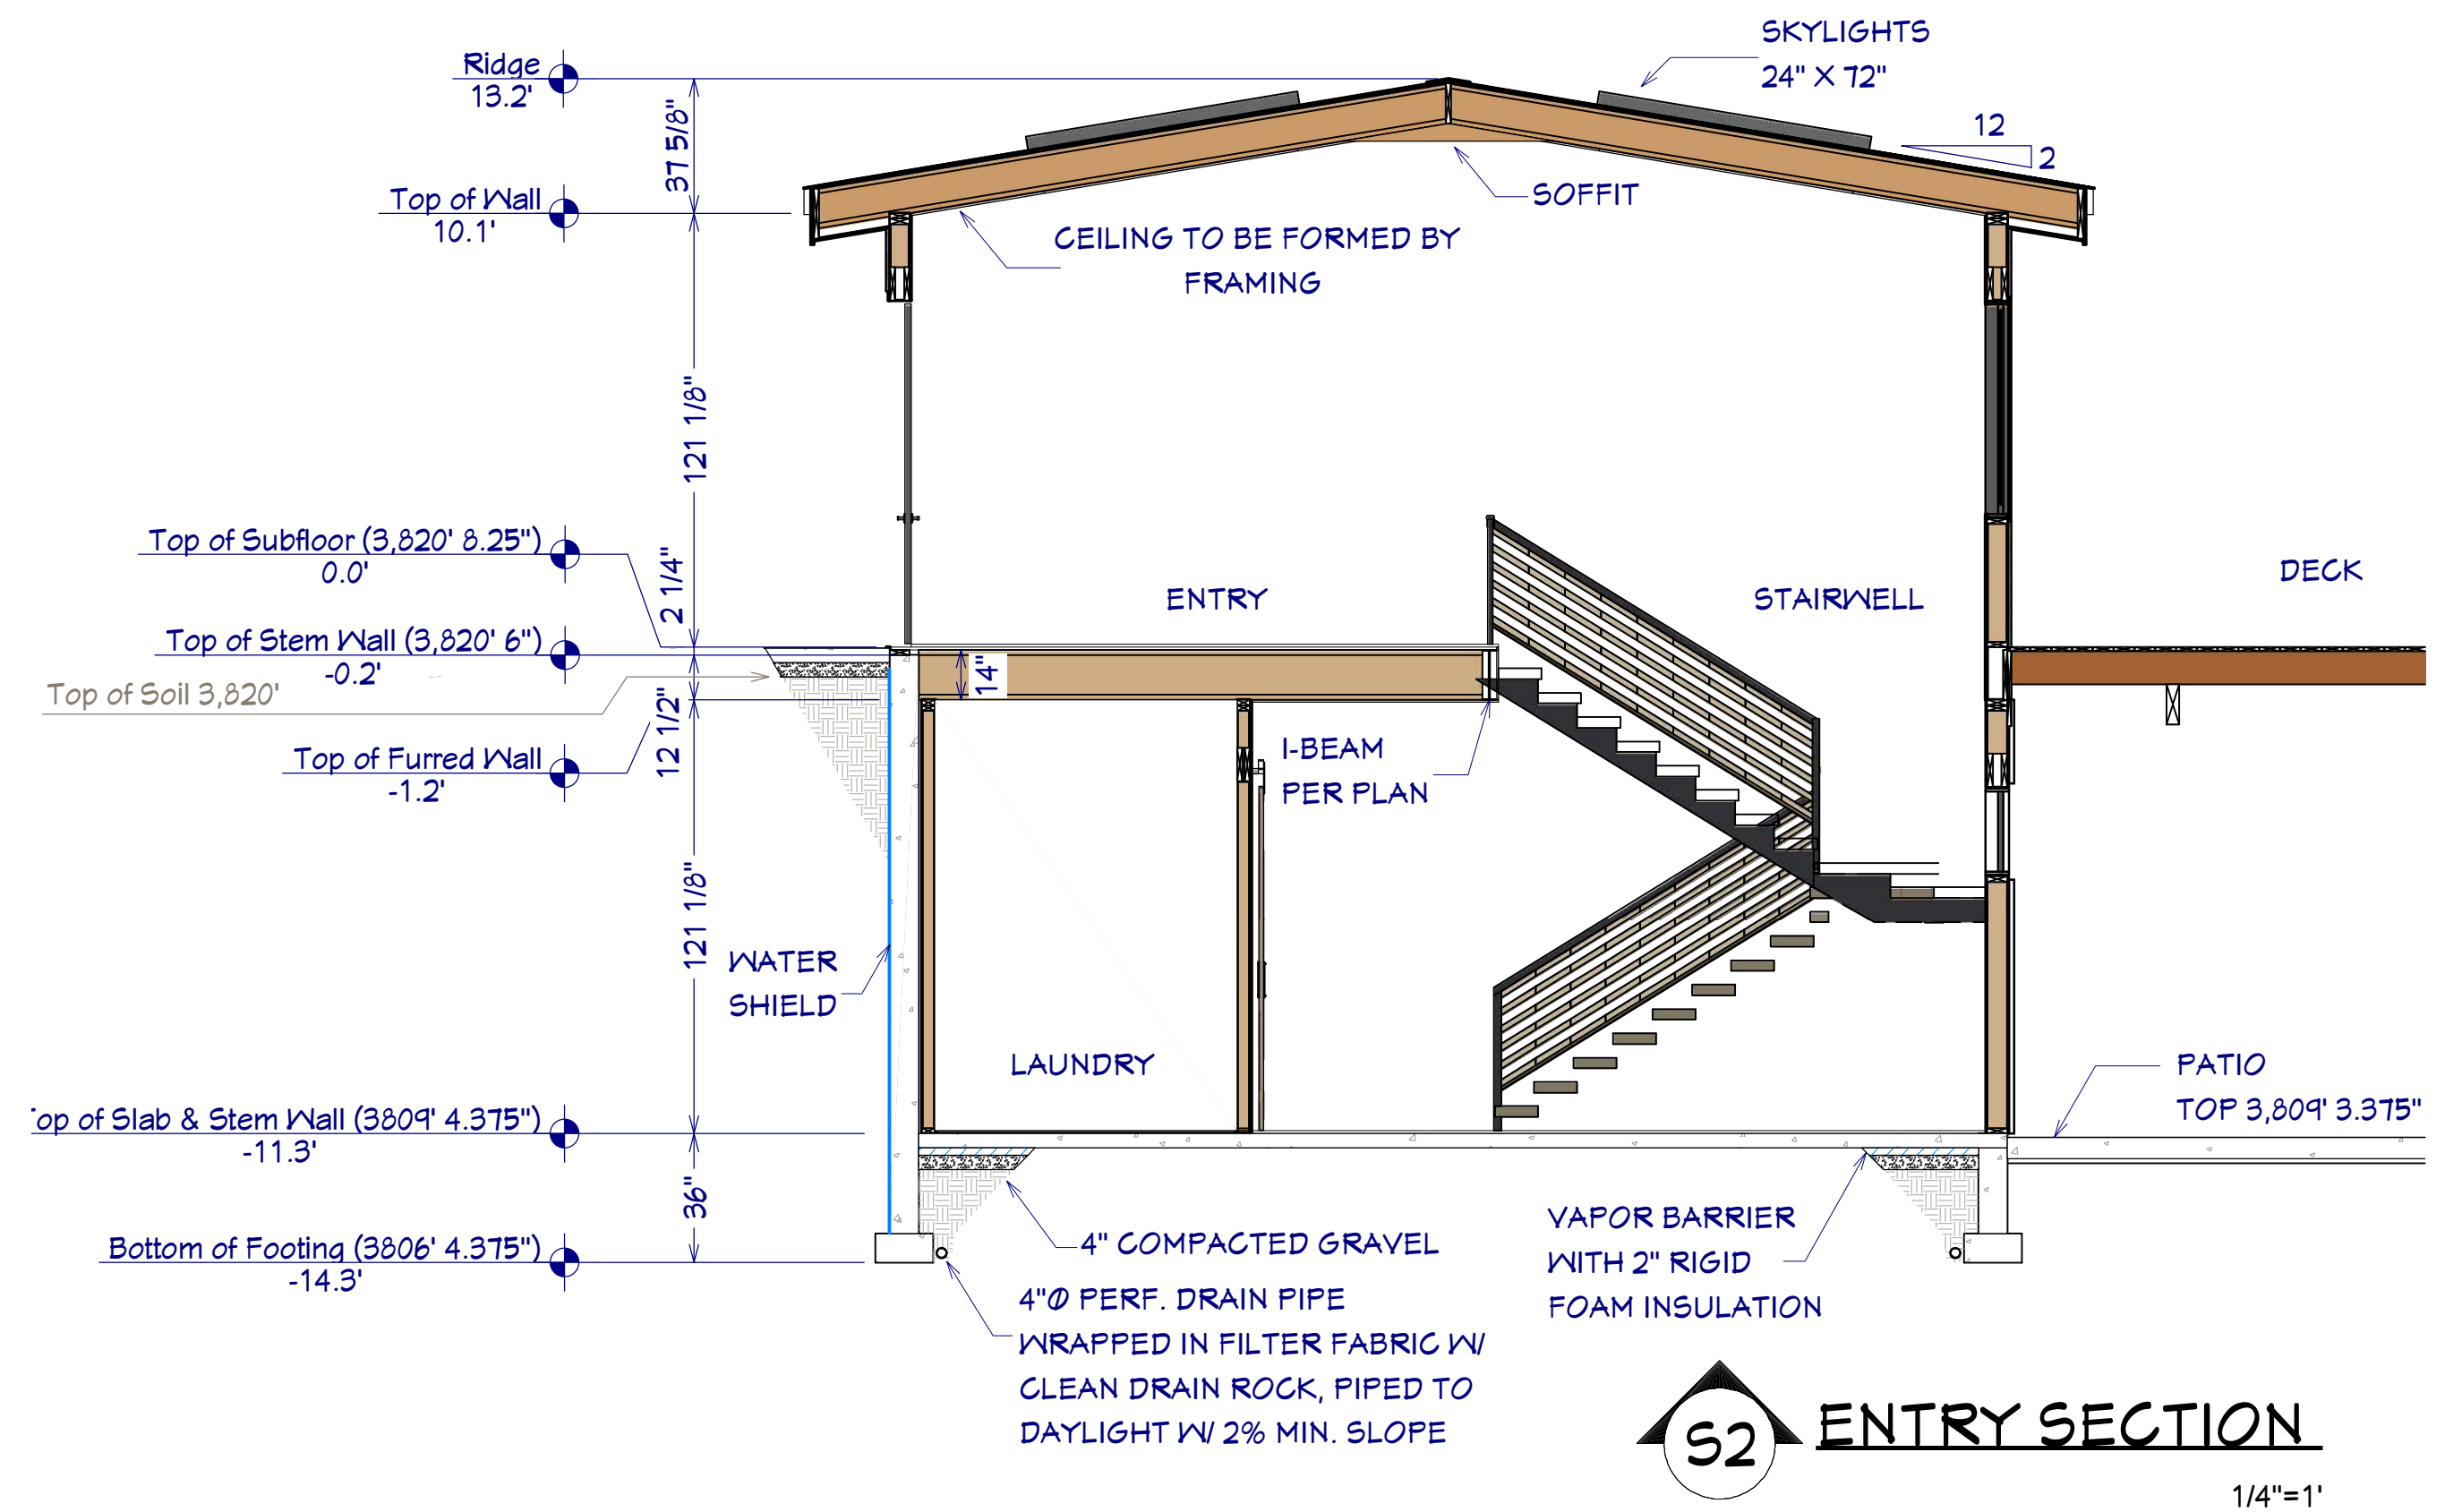 SKYLIGHTS
24" X 72"
Ridge
13.2'
37 5/8"
12
2
Top of Wall
10.1'
SOFFIT
CEILING TO BE FORMED BY
FRAMING
121 1/8"
Top of Subfloor (3,820' 8.25")
0.0'
2 1/4"
ENTRY
STAIRWELL
DECK
Top of Stem Wall (3,820' 6")
-0.2'
14"
Top of Soil 3,820'
12 1/2"
Top of Furred Wall
-1.2'
I-BEAM
PER PLAN
121 1/8"
WATER
SHIELD
LAUNDRY
PATIO
TOP 3,809' 3.375"
op of Slab & Stem Wall (3809' 4.375")
-11.3'
36"
Bottom of Footing (3806' 4.375")
-14.3'
4" COMPACTED GRAVEL
4"Ø PERF. DRAIN PIPE
WRAPPED IN FILTER FABRIC W/
CLEAN DRAIN ROCK, PIPED TO
DAYLIGHT W/ 2% MIN. SLOPE
VAPOR BARRIER
WITH 2" RIGID
FOAM INSULATION
S2
ENTRY SECTION
1/4"=1'